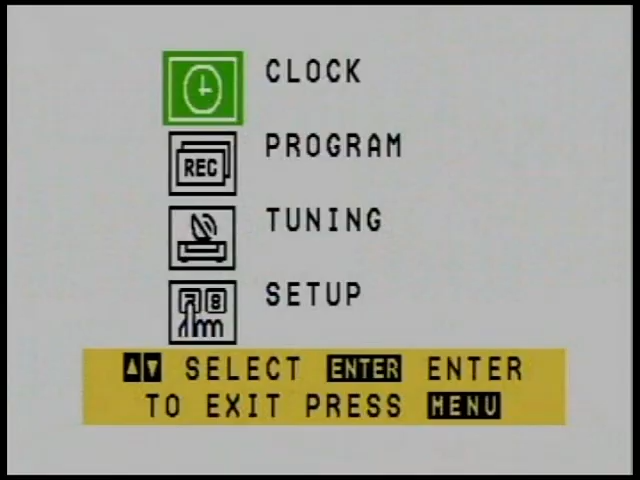 CLOCK
REC
PROGRAM
TUNING
SETUP
▲▼ SELECT ENTER ENTER
TO EXIT PRESS MENU